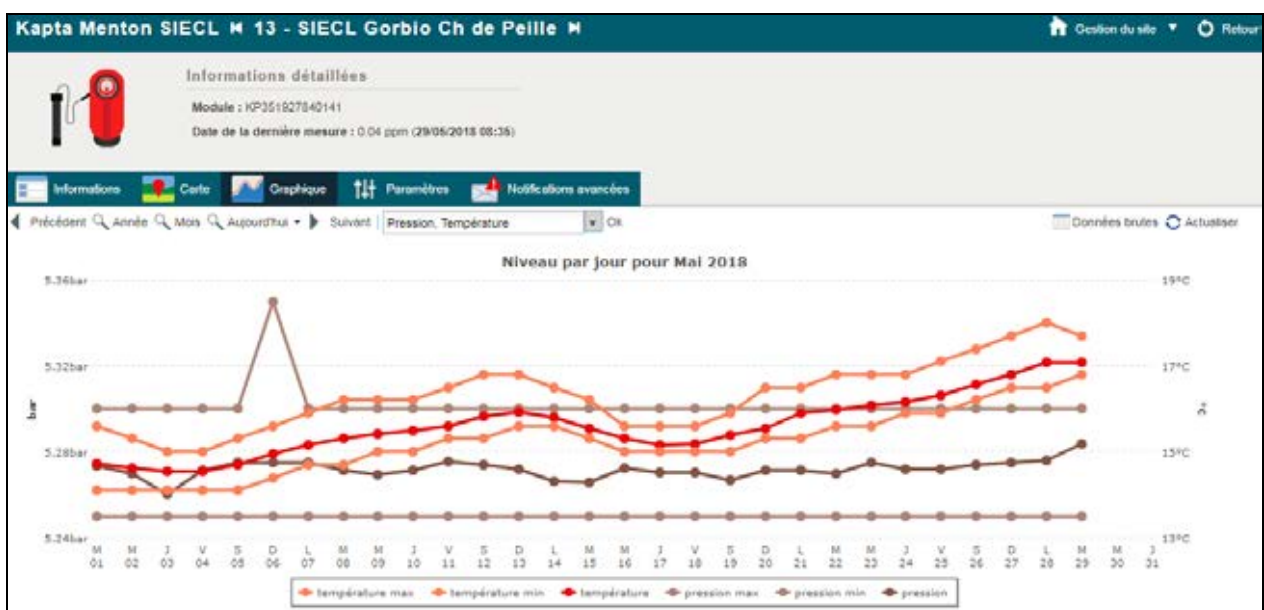 Kapta Menton SIECL 13 - SIECL Gorbio Ch de Peille
Gestion du site
Retour
Informations détaillées
Module : KP351927840141
Date de la dernière mesure : 0.04 ppm (29/05/2018 08:36)
Informations Carte Graphique Paramètres Notifications avancées
Précédent Année Mois Aujourd'hui Suivant Pression, Température Ok Données brutes Actualiser
Niveau par jour pour Mai 2018
5.36bar 19°C
5.32bar 17°C
bar °C
5.28bar 15°C
5.24bar 13°C
M M J V S D L M M J V S D L M M J V S D L M M J V S D L M M J
01 02 03 04 05 06 07 08 09 10 11 12 13 14 15 16 17 18 19 20 21 22 23 24 25 26 27 28 29 30 31
température max température min température pression max pression min pression